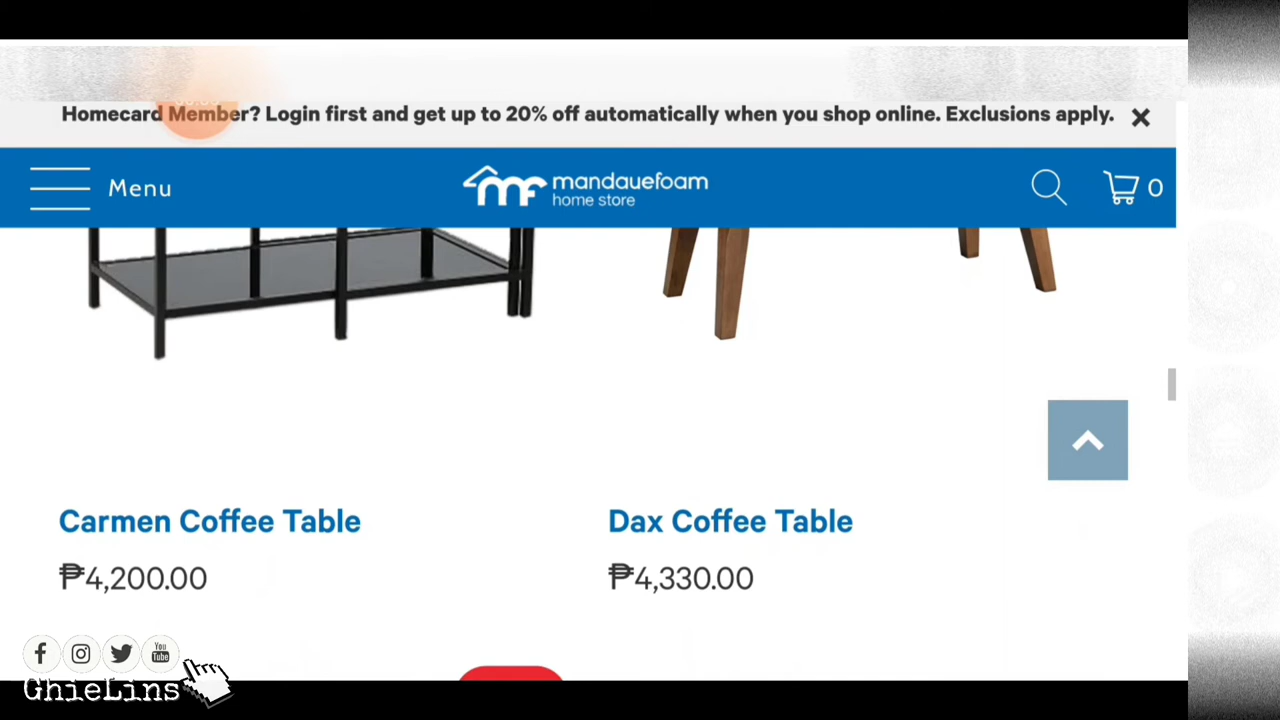 Homecard Member? Login first and get up to 20% off automatically when you shop online. Exclusions apply.
Menu
mandauefoam
home store
0
Carmen Coffee Table
Dax Coffee Table
₱4,200.00
₱4,330.00
You
Tube
GhieLins